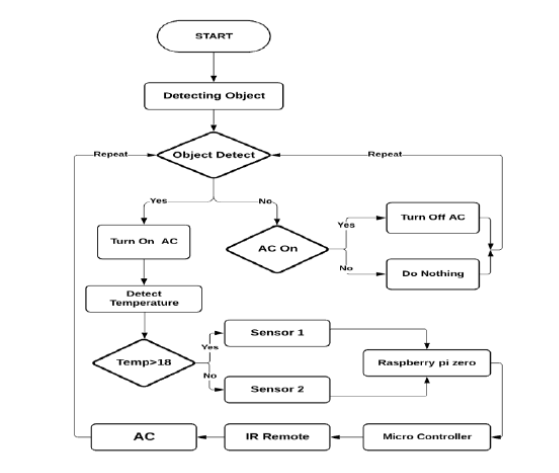 START
Detecting Object
Repeat
Object Detect
Repeat
Yes
No
Turn On AC
AC On
Yes
Turn Off AC
No
Do Nothing
Detect
Temperature
Temp>18
Yes
Sensor 1
No
Sensor 2
Raspberry pi zero
AC
IR Remote
Micro Controller